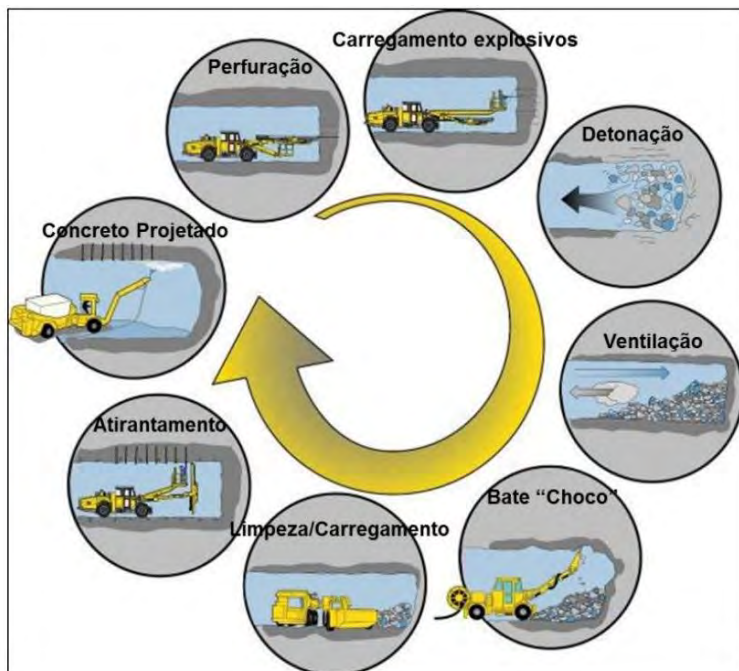 Carregamento explosivos
Perfuração
Detonação
Concreto Projetado
Ventilação
Atirantamento
Bate “Choco”
Limpeza/Carregamento